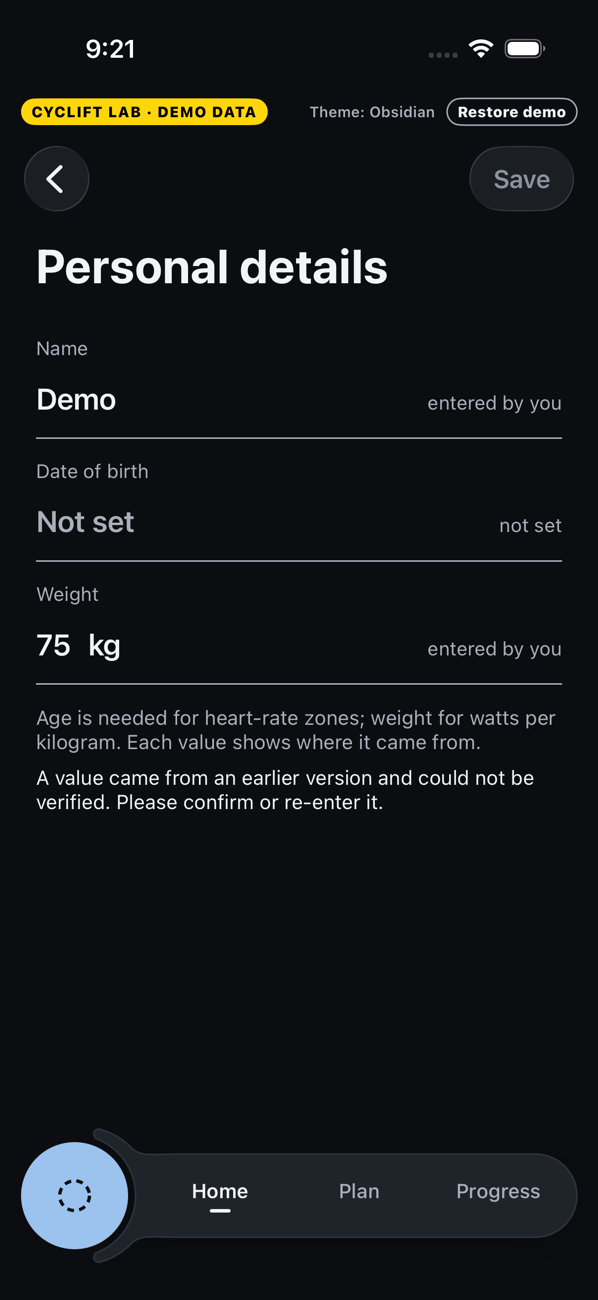 9:21
CYCLIFT LAB · DEMO DATA
Theme: Obsidian
Restore demo
Save
Personal details
Name
Demo
entered by you
Date of birth
Not set
not set
Weight
75 kg
entered by you
Age is needed for heart-rate zones; weight for watts per
kilogram. Each value shows where it came from.
A value came from an earlier version and could not be
verified. Please confirm or re-enter it.
Home
Plan
Progress